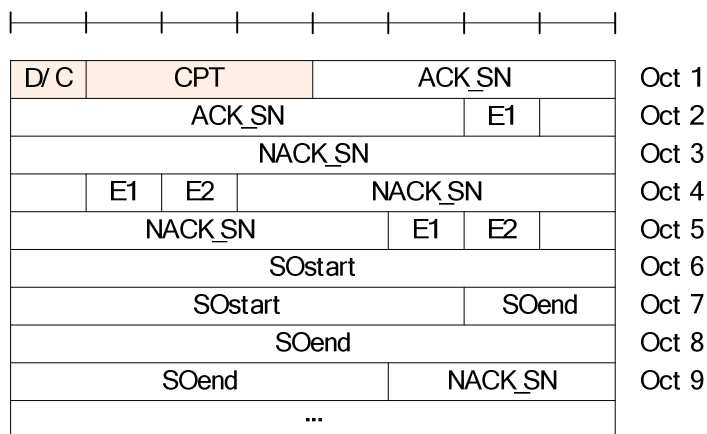 D/C CPT ACK_SN Oct 1
ACK_SN E1 Oct 2
NACK_SN Oct 3
E1 E2 NACK_SN Oct 4
NACK_SN E1 E2 Oct 5
SOstart Oct 6
SOstart SOend Oct 7
SOend Oct 8
SOend NACK_SN Oct 9
...